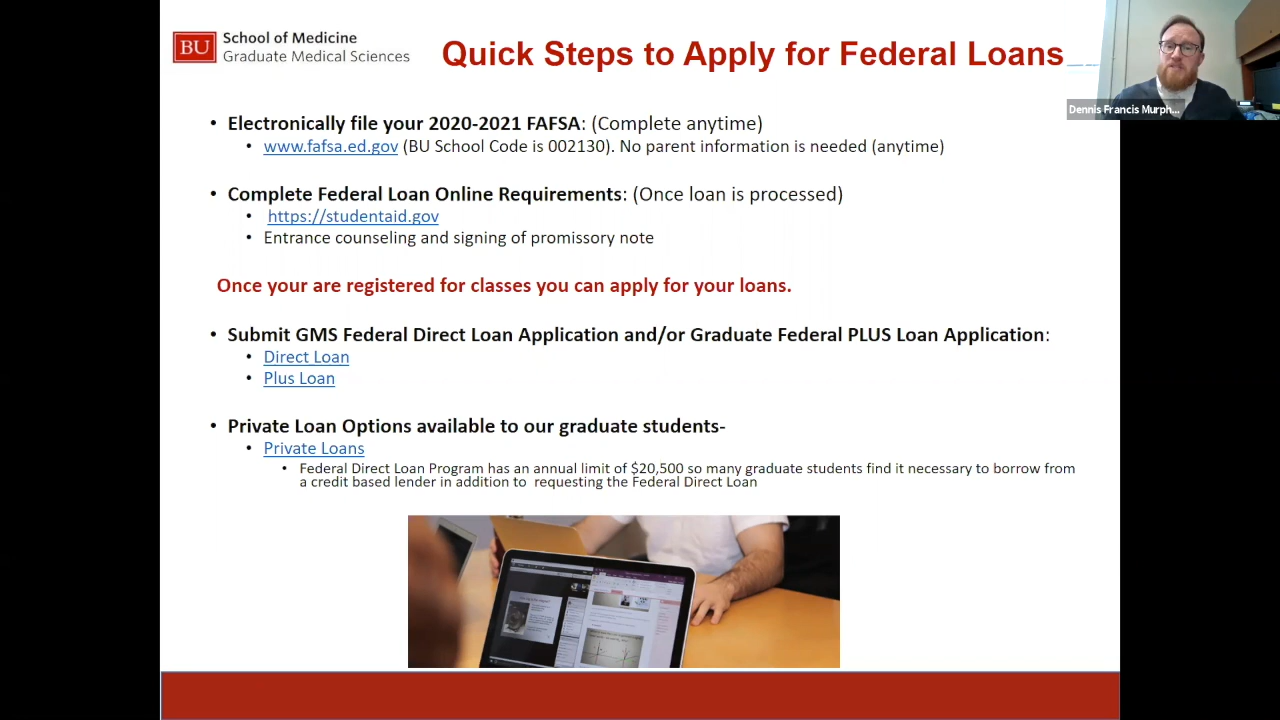 BU
School of Medicine
Graduate Medical Sciences
Quick Steps to Apply for Federal Loans
Dennis Francis Murph...
• Electronically file your 2020-2021 FAFSA: (Complete anytime)
• www.fafsa.ed.gov (BU School Code is 002130). No parent information is needed (anytime)
• Complete Federal Loan Online Requirements: (Once loan is processed)
• https://studentaid.gov
• Entrance counseling and signing of promissory note
Once your are registered for classes you can apply for your loans.
• Submit GMS Federal Direct Loan Application and/or Graduate Federal PLUS Loan Application:
• Direct Loan
• Plus Loan
• Private Loan Options available to our graduate students-
• Private Loans
• Federal Direct Loan Program has an annual limit of $20,500 so many graduate students find it necessary to borrow from
a credit based lender in addition to requesting the Federal Direct Loan